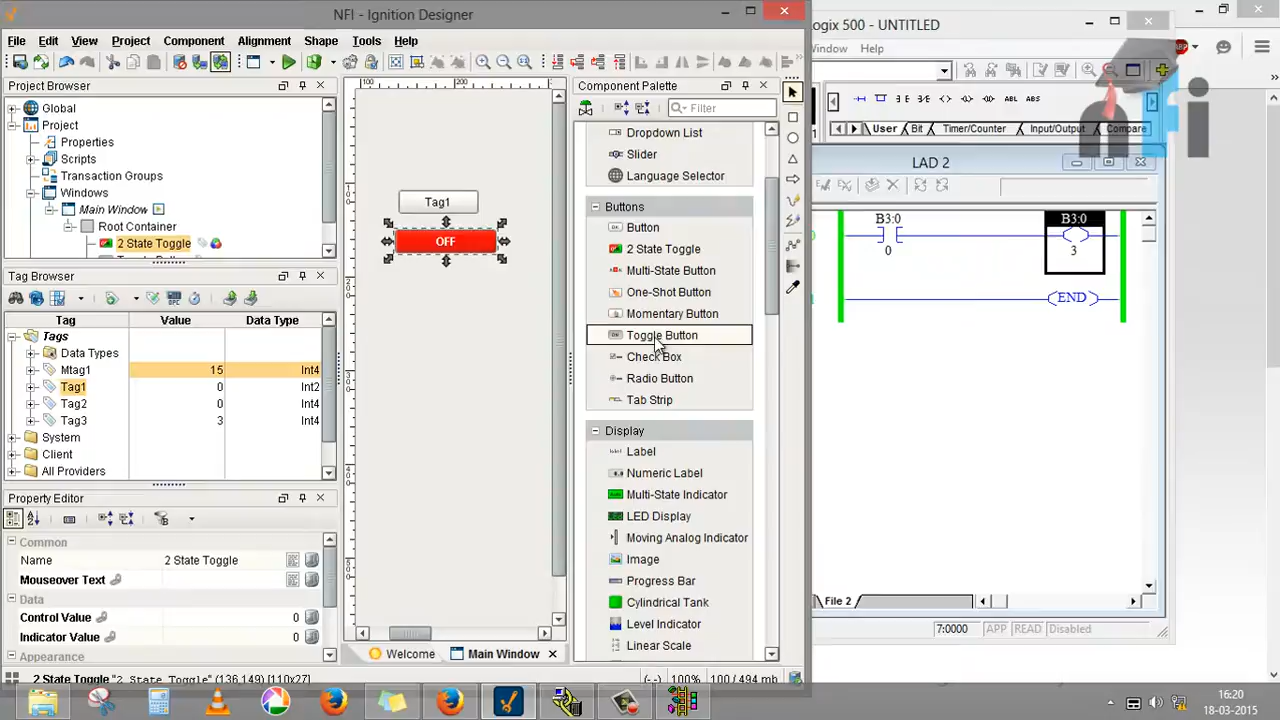 NFI - Ignition Designer
File Edit View Project Component Alignment Shape Tools Help
Project Browser
Global
Project
Properties
Scripts
Transaction Groups
Windows
Main Window
Root Container
2 State Toggle
Tag Browser
Tag Value Data Type
Tags
Data Types
Mtag1 15 Int4
Tag1 0 Int2
Tag2 0 Int4
Tag3 3 Int4
System
Client
All Providers
Property Editor
Common
Name 2 State Toggle
Mouseover Text
Data
Control Value 0
Indicator Value 0
Appearance
2 State Toggle "2 State Toggle" (136,149) [110x27]
100 200
Tag1
OFF
Welcome Main Window
100% 100 / 494 mb
Component Palette
Filter
Dropdown List
Slider
Language Selector
Buttons
Button
2 State Toggle
Multi-State Button
One-Shot Button
Momentary Button
Toggle Button
Check Box
Radio Button
Tab Strip
Display
Label
Numeric Label
Multi-State Indicator
LED Display
Moving Analog Indicator
Image
Progress Bar
Cylindrical Tank
Level Indicator
Linear Scale
ogix 500 - UNTITLED
Window Help
User Bit Timer/Counter Input/Output Compare
nfi
LAD 2
B3:0 B3:0
0 3
END
File 2
7:0000 APP READ Disabled
16:20
18-03-2015